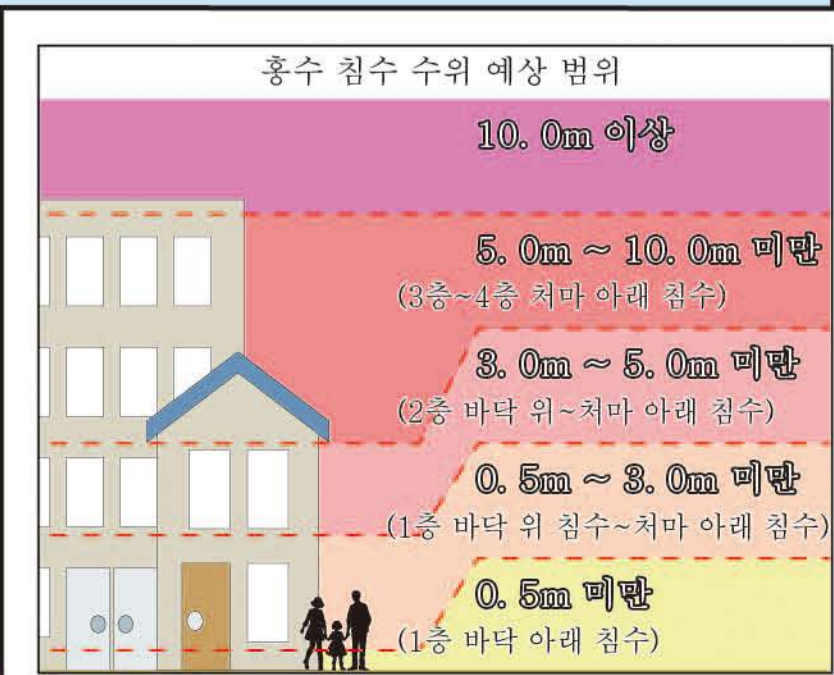 홍수 침수 수위 예상 범위
10. 0m 이상
5. 0m ~ 10. 0m 미만
(3층~4층 처마 아래 침수)
3. 0m ~ 5. 0m 미만
(2층 바닥 위~처마 아래 침수)
0. 5m ~ 3. 0m 미만
(1층 바닥 위 침수~처마 아래 침수)
0. 5m 미만
(1층 바닥 아래 침수)